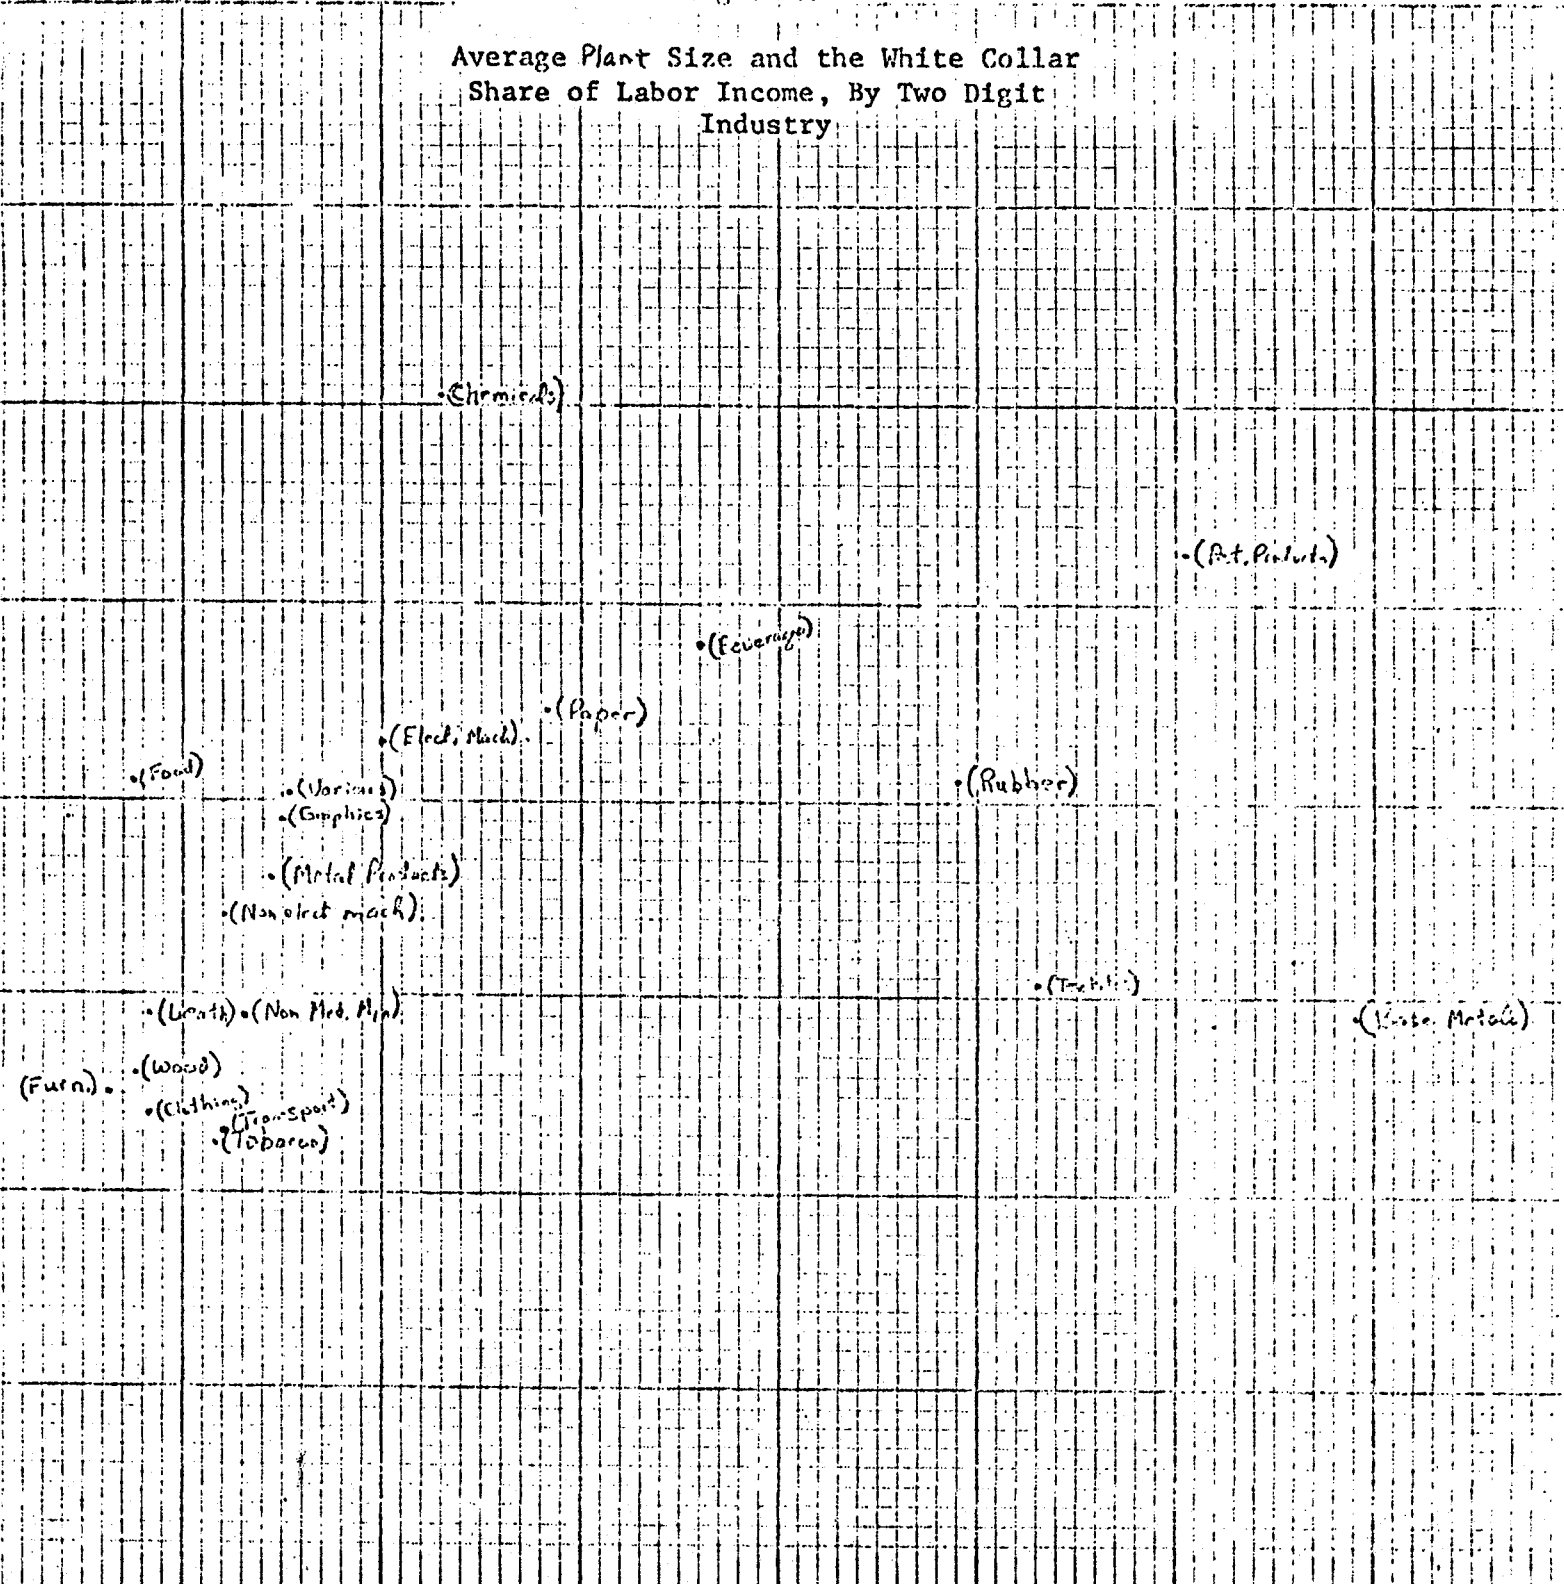 Average Plant Size and the White Collar
Share of Labor Income, By Two Digit
Industry
(Chemicals)
(Pet. Products)
(Beverage)
(Paper)
(Elect. Mach)
(Food)
(Various)
(Rubber)
(Graphics)
(Metal Products)
(Non elect mach)
(Textiles)
(Leath) (Non Met. Min)
(Base Metals)
(Wood)
(Furn.)
(Clothing)
(Transport)
(Tobacco)